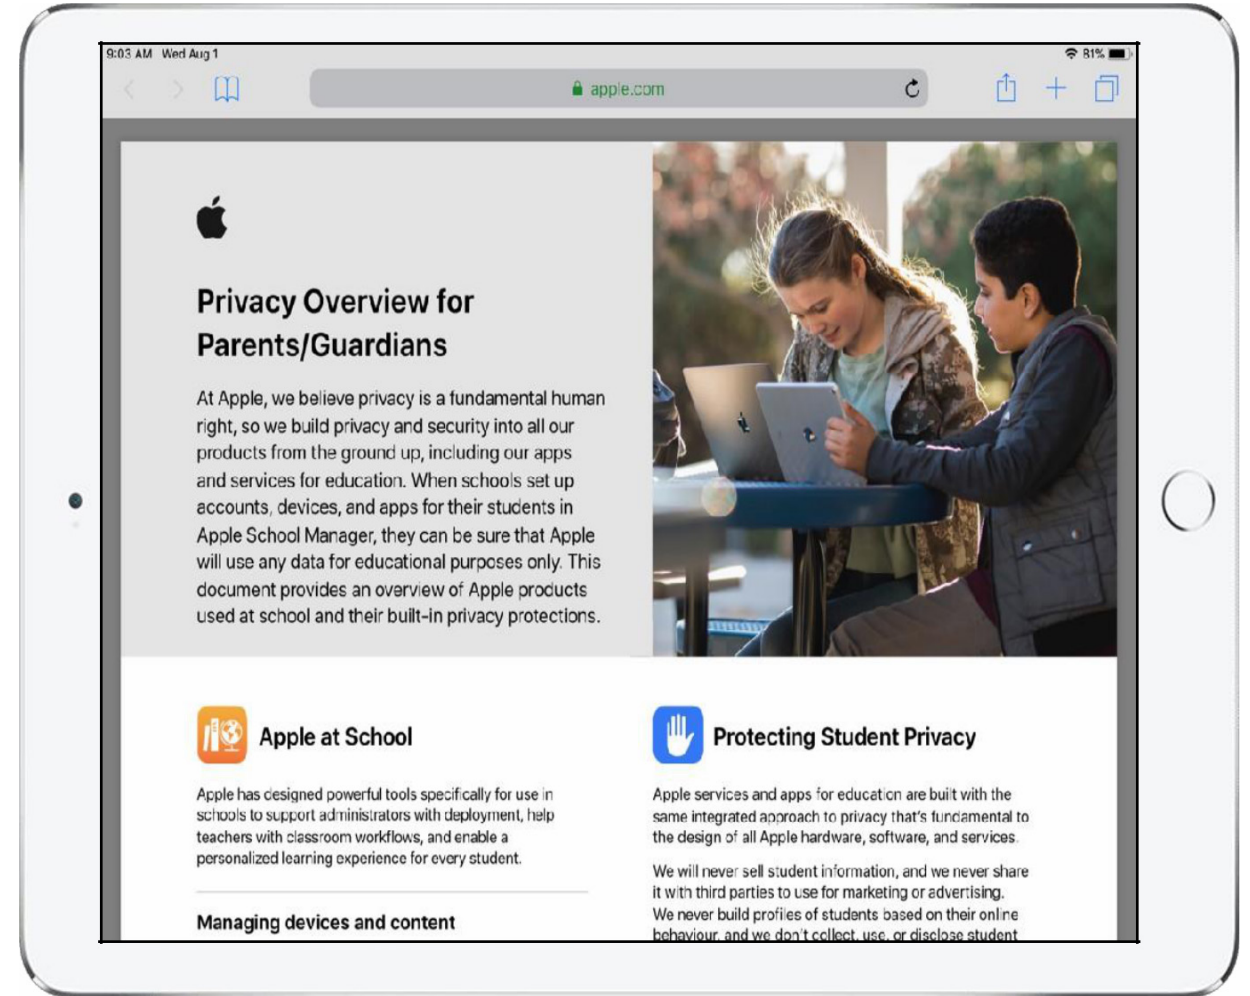 9:03 AM Wed Aug 1
81%
apple.com
Privacy Overview for
Parents/Guardians
At Apple, we believe privacy is a fundamental human
right, so we build privacy and security into all our
products from the ground up, including our apps
and services for education. When schools set up
accounts, devices, and apps for their students in
Apple School Manager, they can be sure that Apple
will use any data for educational purposes only. This
document provides an overview of Apple products
used at school and their built-in privacy protections.
Apple at School
Apple has designed powerful tools specifically for use in
schools to support administrators with deployment, help
teachers with classroom workflows, and enable a
personalized learning experience for every student.
Managing devices and content
Protecting Student Privacy
Apple services and apps for education are built with the
same integrated approach to privacy that's fundamental to
the design of all Apple hardware, software, and services.
We will never sell student information, and we never share
it with third parties to use for marketing or advertising.
We never build profiles of students based on their online
behaviour, and we don't collect, use, or disclose student